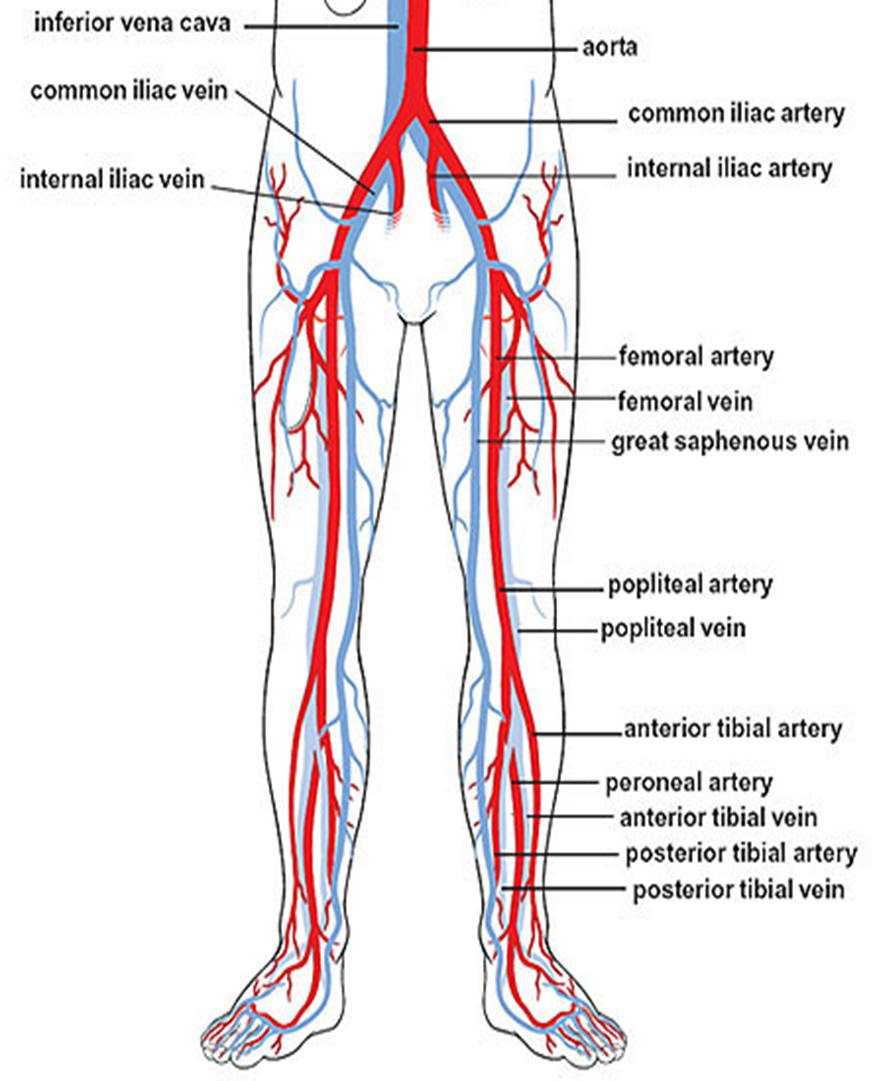 inferior vena cava
aorta
common iliac vein
common iliac artery
internal iliac artery
internal iliac vein
femoral artery
femoral vein
great saphenous vein
popliteal artery
popliteal vein
anterior tibial artery
peroneal artery
anterior tibial vein
posterior tibial artery
posterior tibial vein